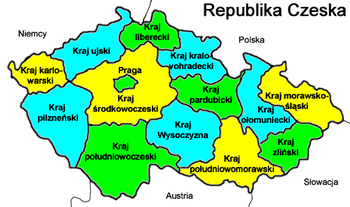 Republika Czeska
Niemcy
Polska
Kraj
liberecki
Kraj ujski
Kraj kralo-
vohradecki
Kraj karlo-
warski
Praga
Kraj
środkowoczeski
Kraj
pardubicki
Kraj morawsko-
śląski
Kraj
pilzneński
Kraj
ołomuniecki
Kraj
Wysoczyzna
Kraj
zliński
Kraj
południowoczeski
Kraj
południowomorawski
Słowacja
Austria